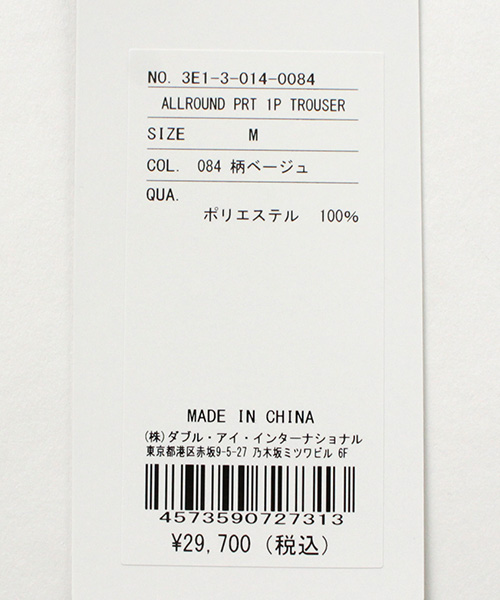 NO. 3E1-3-014-0084
ALLROUND PRT 1P TROUSER
SIZE M
COL. 084 柄ベージュ
QUA.
ポリエステル 100%
MADE IN CHINA
(株)ダブル・アイ・インターナショナル
東京都港区赤坂9-5-27 乃木坂ミツワビル 6F
4573590727313
¥29,700 (税込)